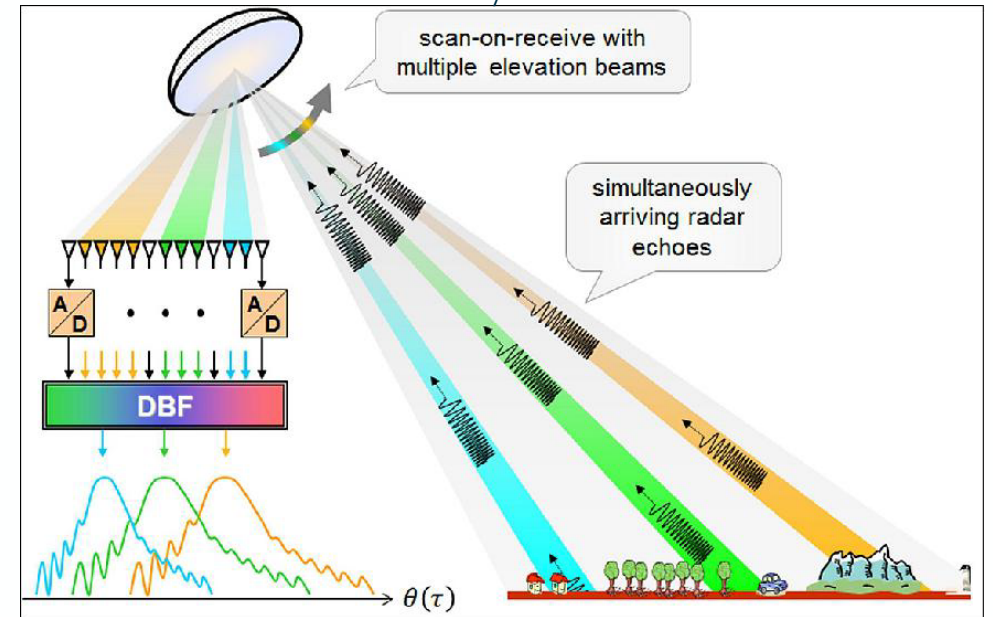 scan-on-receive with
multiple elevation beams
simultaneously
arriving radar
echoes
A
D
A
D
DBF
θ(τ)